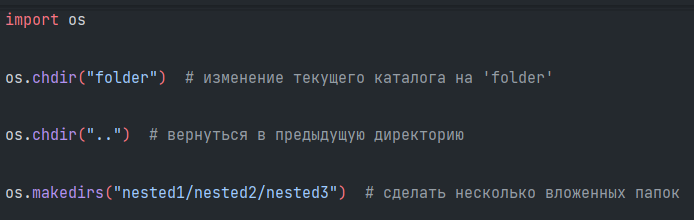 import os
os.chdir("folder")  # изменение текущего каталога на 'folder'
os.chdir("..")  # вернуться в предыдущую директорию
os.makedirs("nested1/nested2/nested3")  # сделать несколько вложенных папок